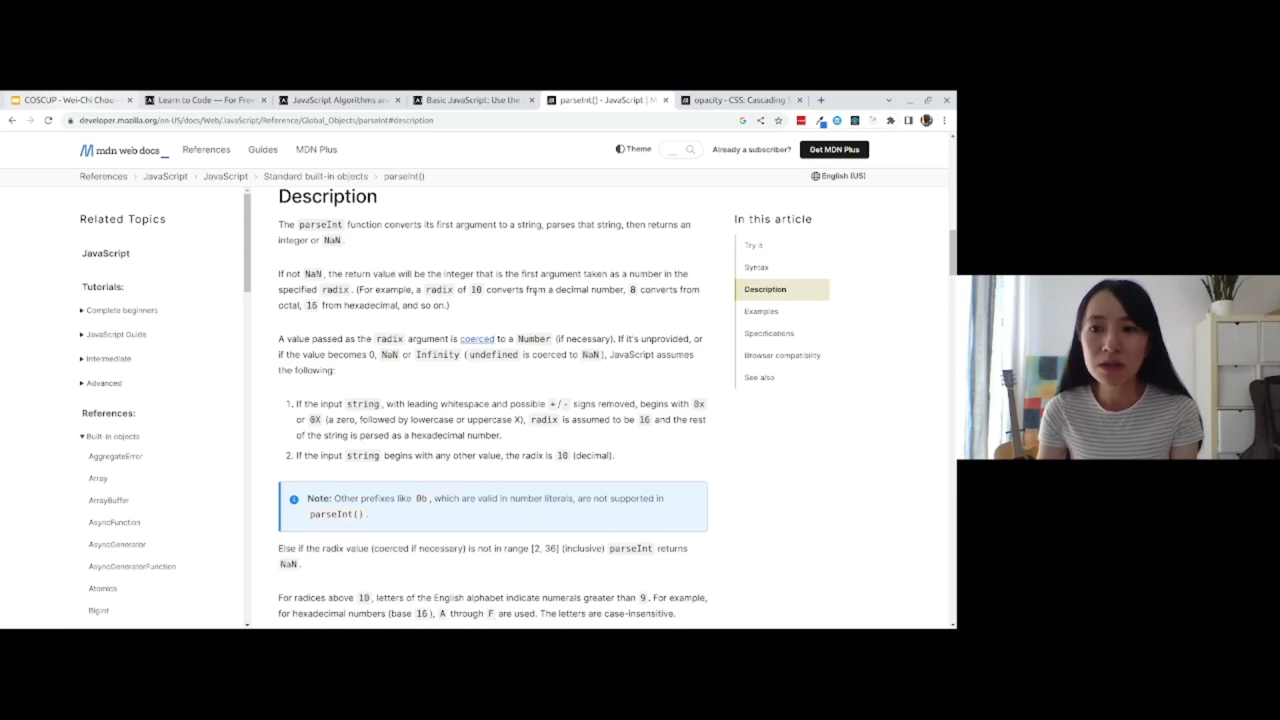 COSCUP - Wei-Chi Chou -
Learn to Code — For Free
JavaScript Algorithms an
Basic JavaScript: Use the
parseInt() - JavaScript | M
opacity - CSS: Cascading S
developer.mozilla.org/en-US/docs/Web/JavaScript/Reference/Global_Objects/parseInt#description
mdn web docs_
References
Guides
MDN Plus
Theme
Already a subscriber?
Get MDN Plus
References > JavaScript > JavaScript > Standard built-in objects > parseInt()
English (US)
Related Topics
JavaScript
Tutorials:
Complete beginners
JavaScript Guide
Intermediate
Advanced
References:
Built-in objects
AggregateError
Array
ArrayBuffer
AsyncFunction
AsyncGenerator
AsyncGeneratorFunction
Atomics
BigInt
Description
The parseInt function converts its first argument to a string, parses that string, then returns an
integer or NaN.
If not NaN, the return value will be the integer that is the first argument taken as a number in the
specified radix. (For example, a radix of 10 converts from a decimal number, 8 converts from
octal, 16 from hexadecimal, and so on.)
A value passed as the radix argument is coerced to a Number (if necessary). If it's unprovided, or
if the value becomes 0, NaN or Infinity (undefined is coerced to NaN), JavaScript assumes
the following:
1. If the input string, with leading whitespace and possible +/- signs removed, begins with 0x
or 0X (a zero, followed by lowercase or uppercase X), radix is assumed to be 16 and the rest
of the string is parsed as a hexadecimal number.
2. If the input string begins with any other value, the radix is 10 (decimal).
Note: Other prefixes like 0b, which are valid in number literals, are not supported in
parseInt().
Else if the radix value (coerced if necessary) is not in range [2, 36] (inclusive) parseInt returns
NaN.
For radices above 10, letters of the English alphabet indicate numerals greater than 9. For example,
for hexadecimal numbers (base 16), A through F are used. The letters are case-insensitive.
In this article
Try it
Syntax
Description
Examples
Specifications
Browser compatibility
See also